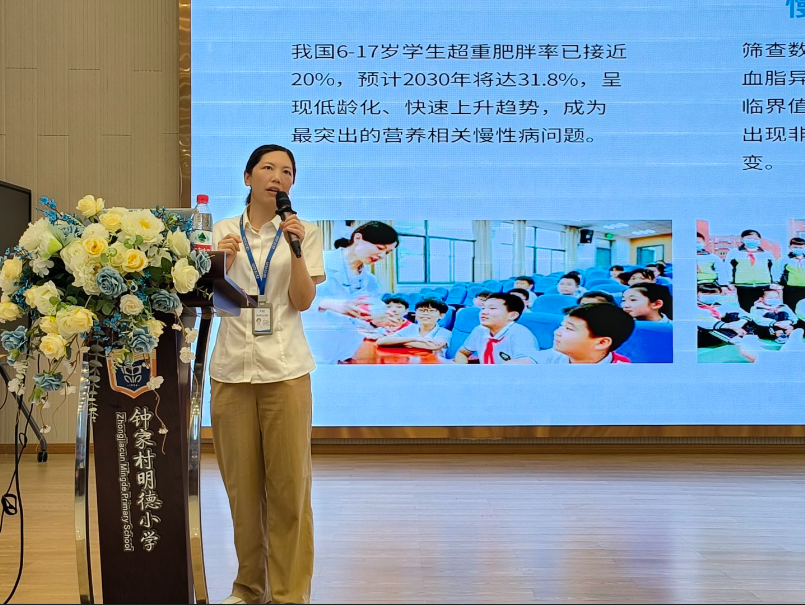 我国6-17岁学生超重肥胖率已接近
20%，预计2030年将达31.8%，呈
现低龄化、快速上升趋势，成为
最突出的营养相关慢性病问题。
筛查数
血脂异
临界值
出现非
变。
钟家村明德小学
Zhongjiacun Mingde Primary School